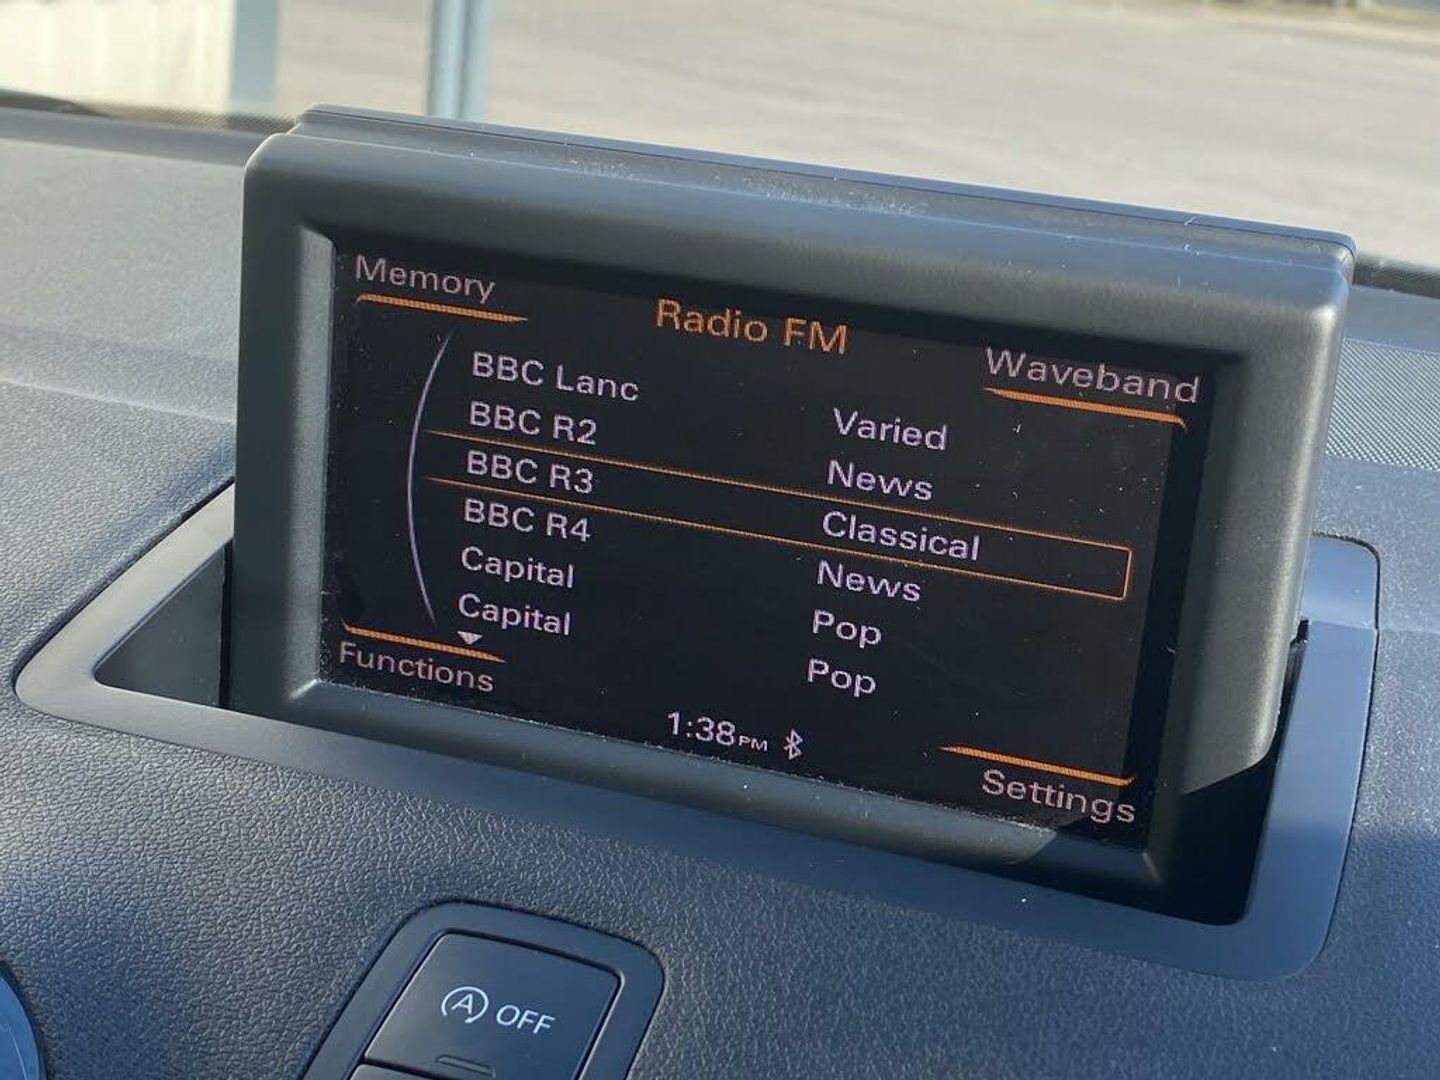 Memory
Radio FM
Waveband
BBC Lanc Varied
BBC R2 News
BBC R3 Classical
BBC R4 News
Capital Pop
Capital Pop
Functions
1:38PM
Settings
A OFF